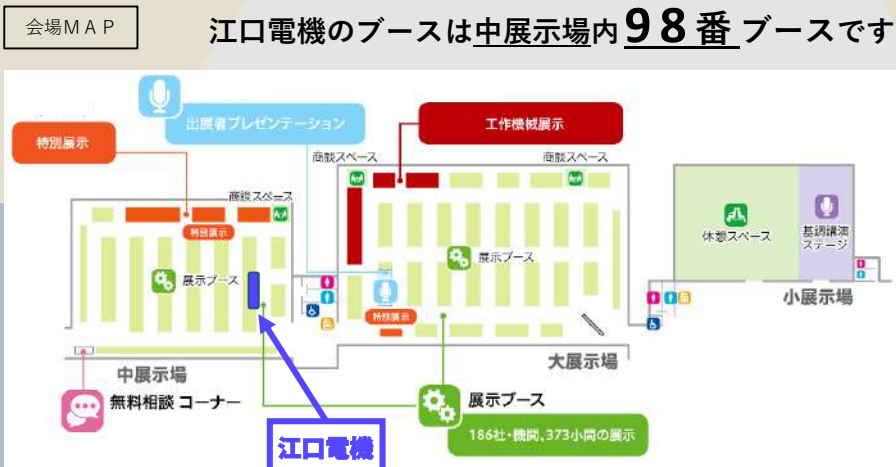 会場ＭＡＰ
江口電機のブースは中展示場内９８番 ブースです
出展者プレゼンテーション
工作機械展示
特別展示
商談スペース
商談スペース
商談スペース
特別展示
展示ブース
展示ブース
休憩スペース
基調講演
ステージ
特別展示
小展示場
大展示場
中展示場
無料相談 コーナー
展示ブース
186社・機関、373小間の展示
江口電機